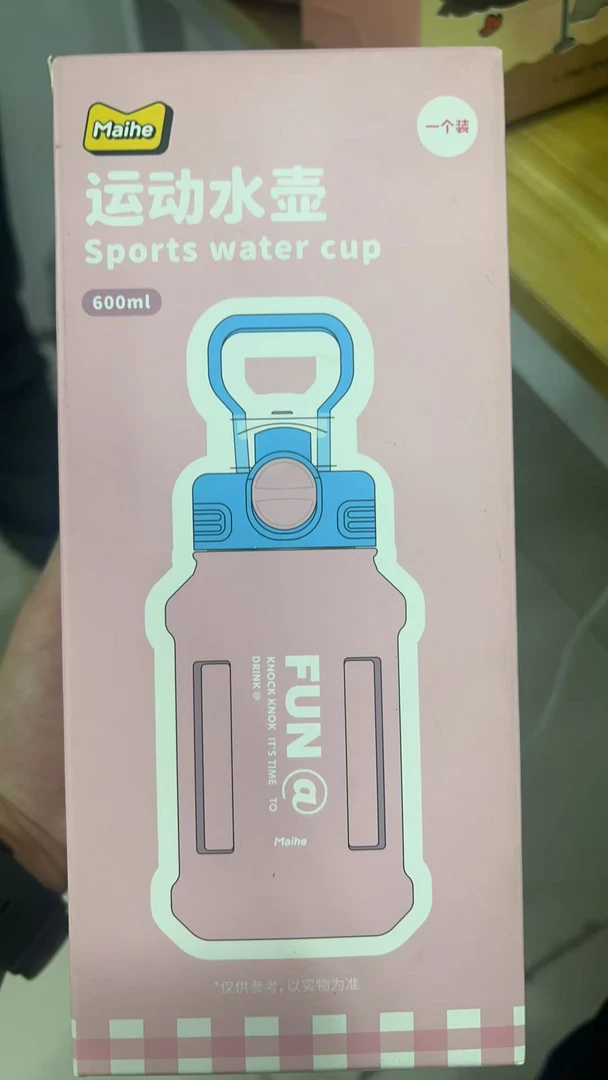 Maihe
一个装
运动水壶
Sports water cup
600ml
FUN@
KNOCK KNOK IT'S TIME TO
DRINK @
Maihe
*仅供参考,以实物为准